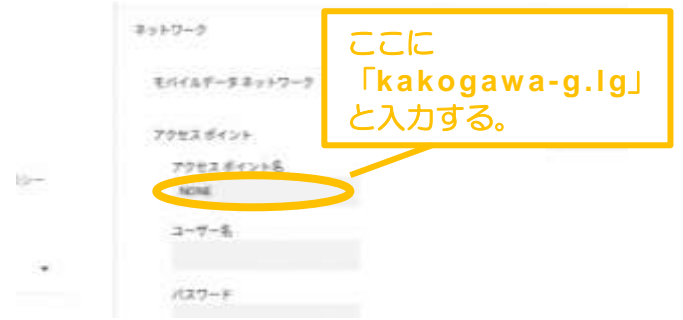 ネットワーク
ここに
「kakogawa-g.lg」
と入力する。
モバイルデータ ネットワーク
アクセス ポイント
アクセス ポイント名
NONE
ユーザー名
パスワード